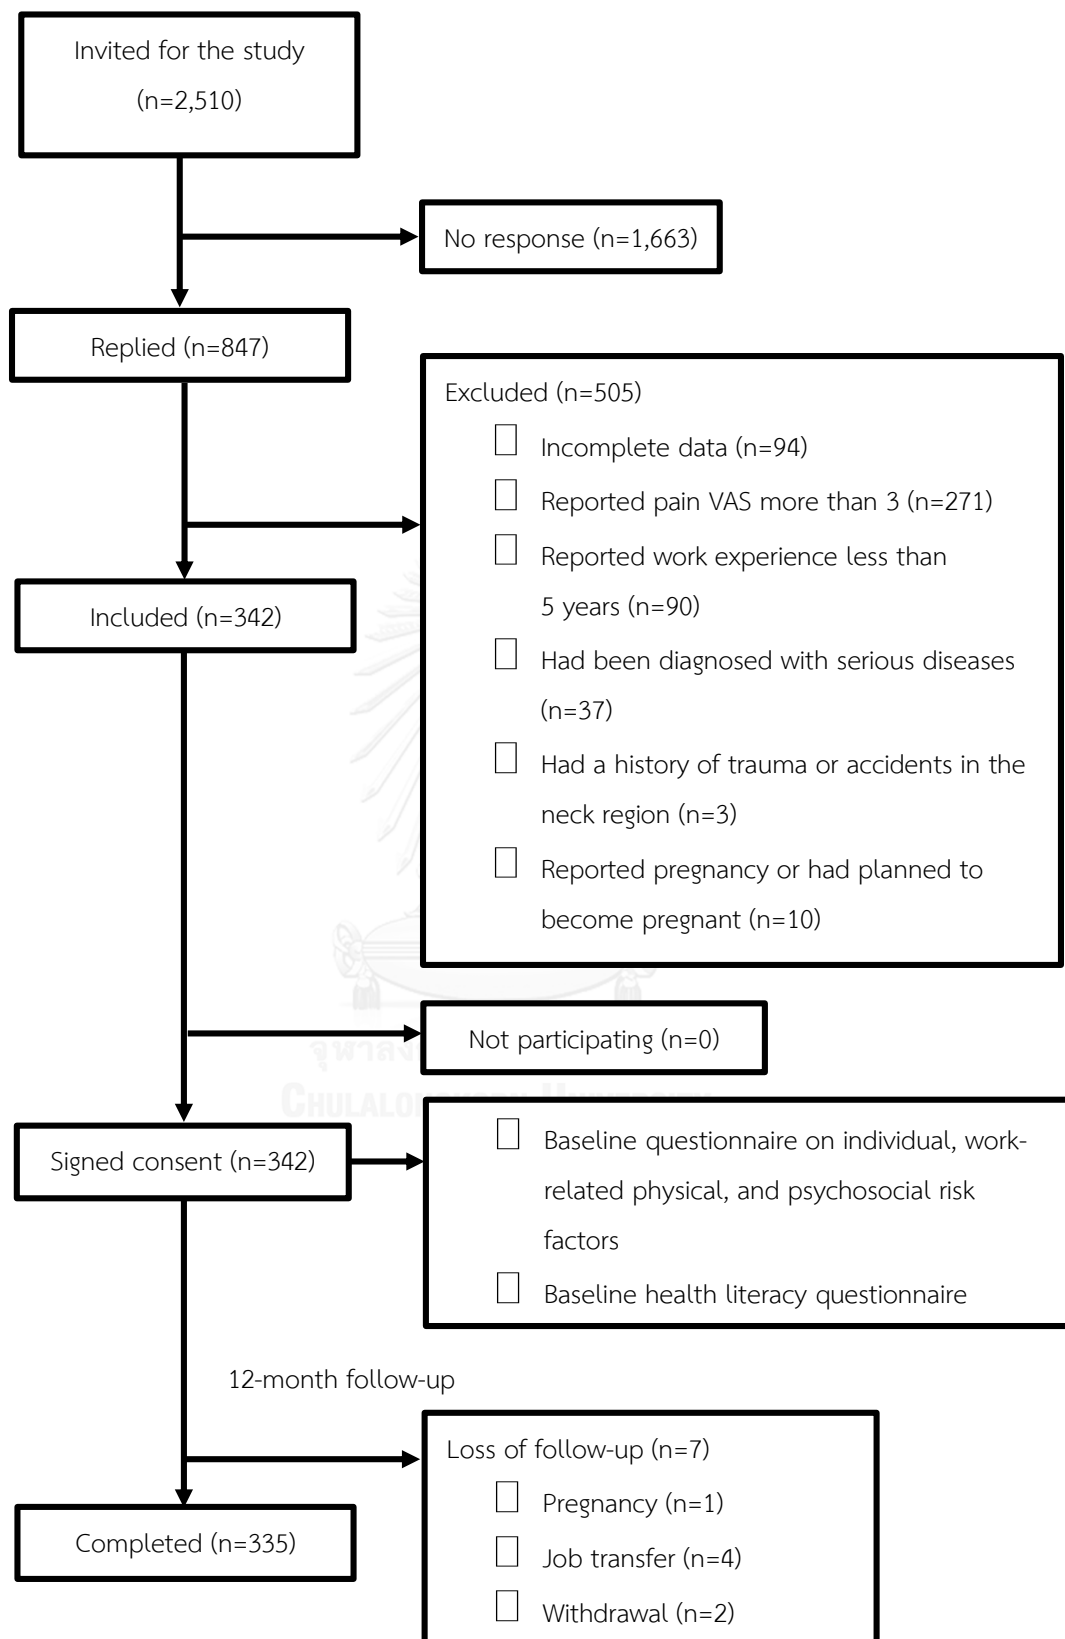 Invited for the study
(n=2,510)
No response (n=1,663)
Replied (n=847)
Excluded (n=505)
Incomplete data (n=94)
Reported pain VAS more than 3 (n=271)
Reported work experience less than
5 years (n=90)
Had been diagnosed with serious diseases
(n=37)
Had a history of trauma or accidents in the
neck region (n=3)
Reported pregnancy or had planned to
become pregnant (n=10)
Included (n=342)
Not participating (n=0)
Signed consent (n=342)
Baseline questionnaire on individual, work-
related physical, and psychosocial risk
factors
Baseline health literacy questionnaire
12-month follow-up
Loss of follow-up (n=7)
Pregnancy (n=1)
Job transfer (n=4)
Withdrawal (n=2)
Completed (n=335)